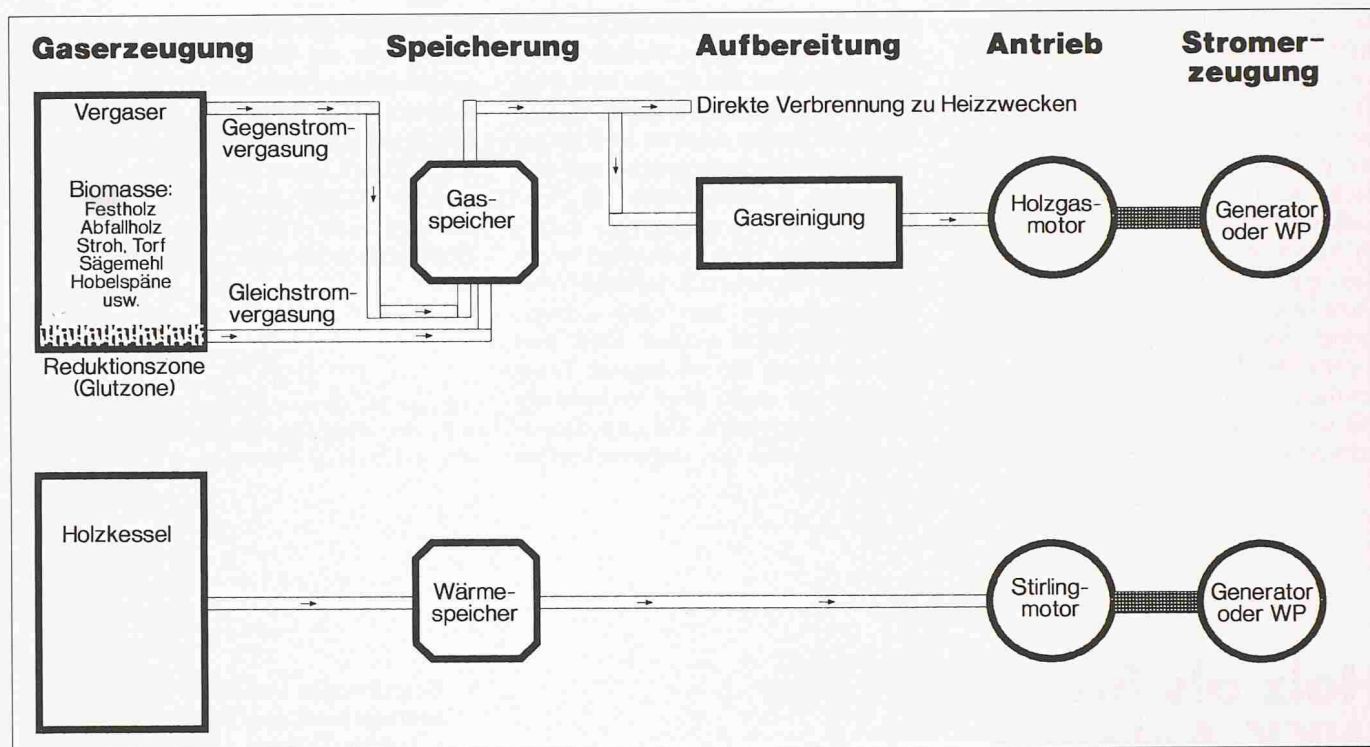 Gaserzeugung
Speicherung
Aufbereitung
Antrieb
Stromer-
zeugung
Vergaser
Biomasse:
Festholz
Abfallholz
Stroh, Torf
Sägemehl
Hobelspäne
usw.
Reduktionszone
(Glutzone)
Gegenstrom-
vergasung
Gleichstrom-
vergasung
Gas-
speicher
Direkte Verbrennung zu Heizzwecken
Gasreinigung
Holzgas-
motor
Generator
oder WP
Holzkessel
Wärme-
speicher
Stirling-
motor
Generator
oder WP